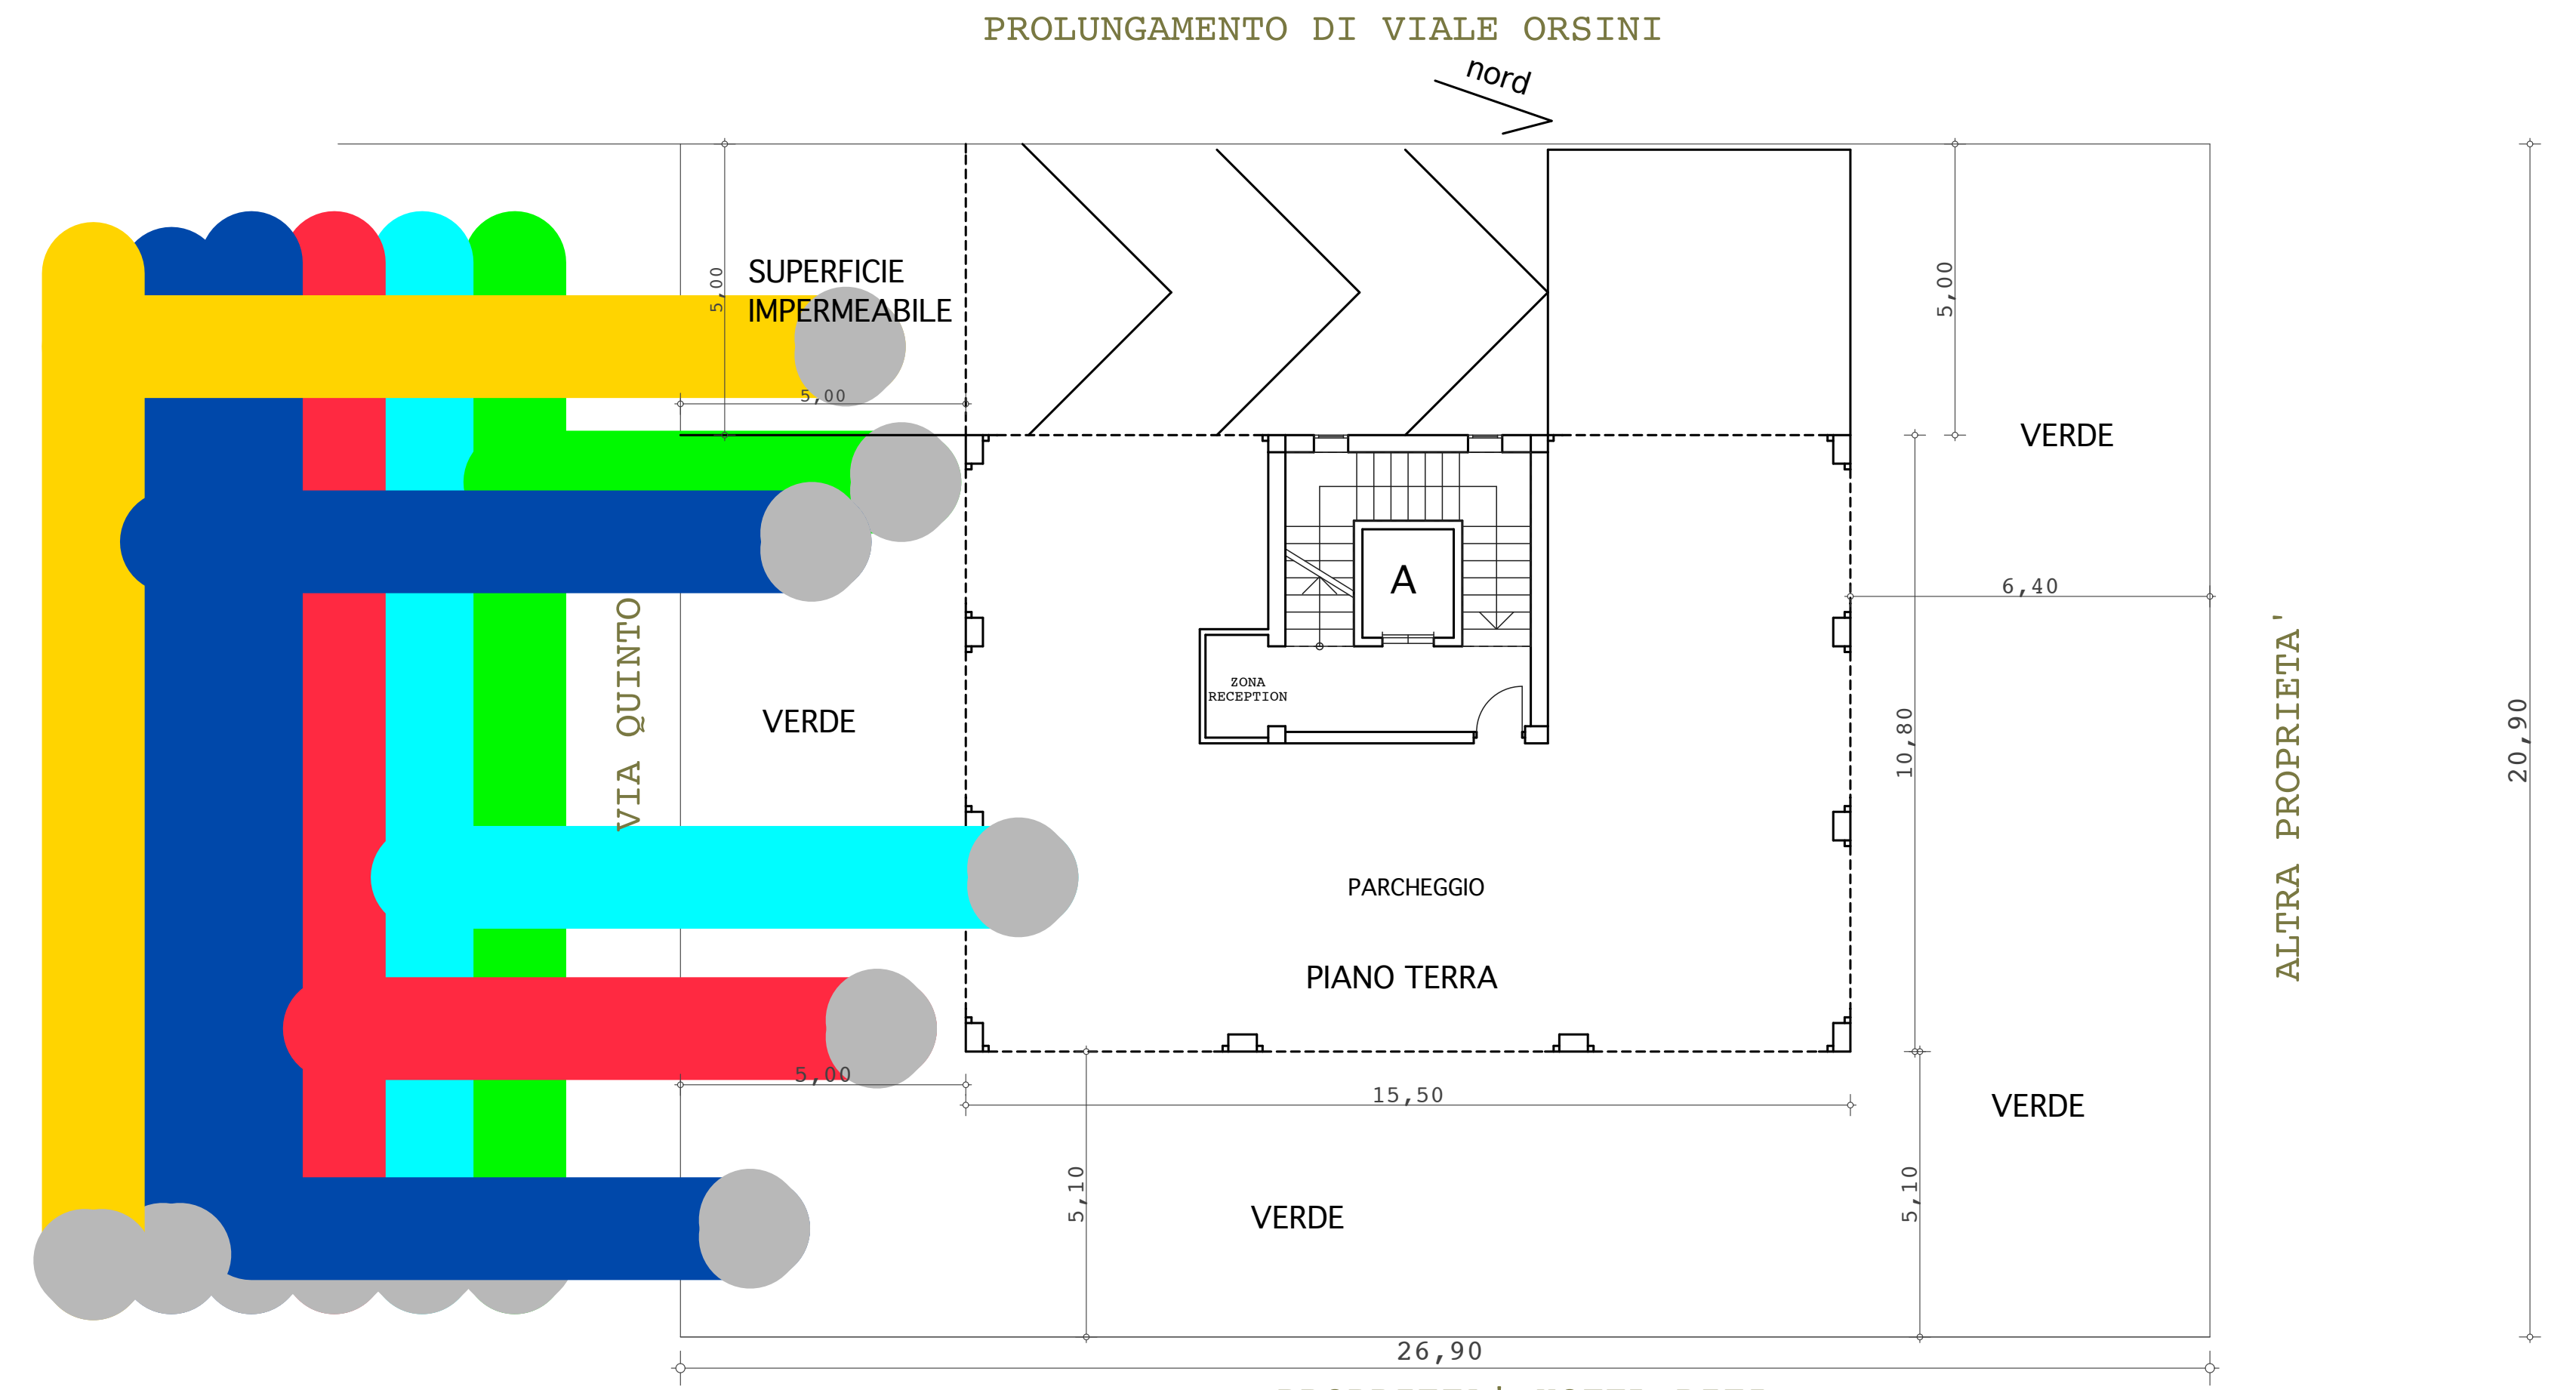 PROLUNGAMENTO DI VIALE ORSINI
nord
SUPERFICIE
IMPERMEABILE
5,00
5,00
5,00
VERDE
A
6,40
VIA QUINTO
ZONA
RECEPTION
VERDE
10,80
20,90
ALTRA PROPRIETA'
PARCHEGGIO
PIANO TERRA
5,00
15,50
VERDE
5,10
VERDE
5,10
26,90